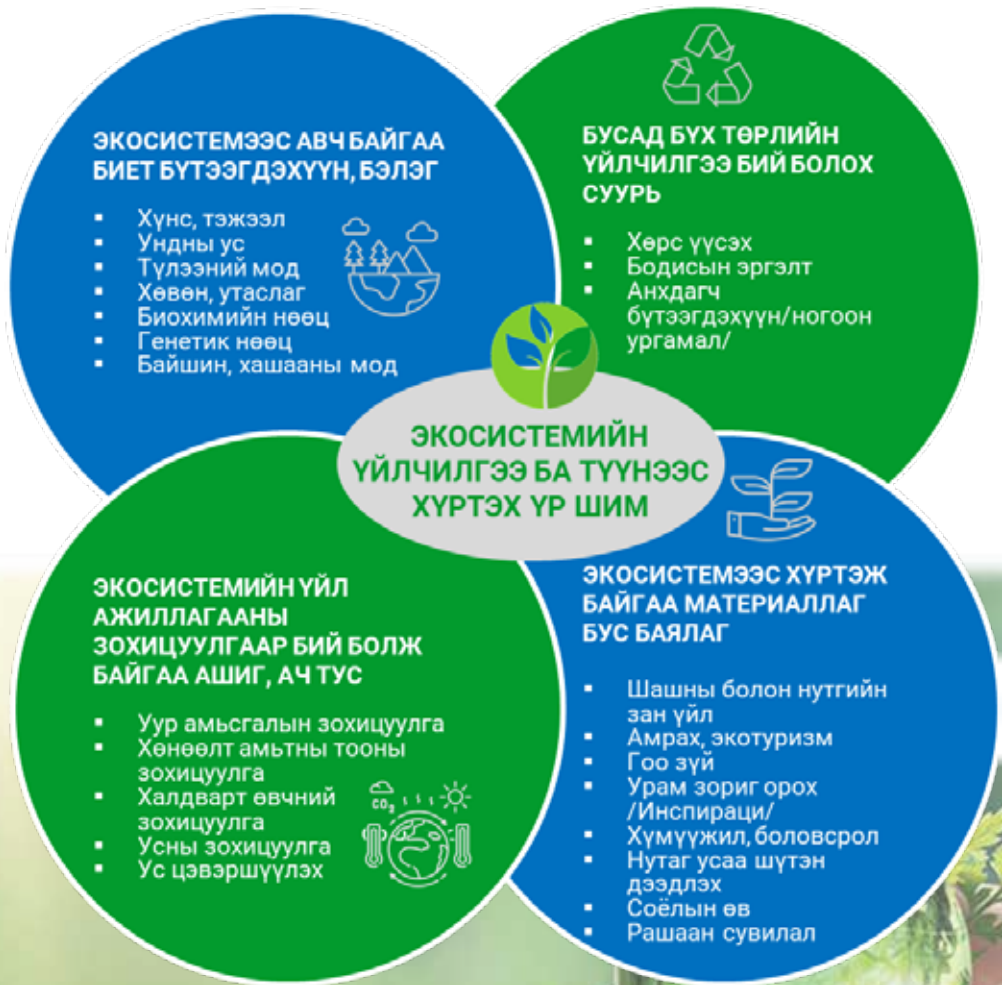 ЭКОСИСТЕМЭЭС АВЧ БАЙГАА
БИЕТ БҮТЭЭГДЭХҮҮН, БЭЛЭГ
▪ Хүнс, тэжээл
▪ Ундны ус
▪ Түлээний мод
▪ Хөвөн, утаслаг
▪ Биохимийн нөөц
▪ Генетик нөөц
▪ Байшин, хашааны мод
БУСАД БҮХ ТӨРЛИЙН
ҮЙЛЧИЛГЭЭ БИЙ БОЛОХ
СУУРЬ
▪ Хөрс үүсэх
▪ Бодисын эргэлт
▪ Анхдагч
бүтээгдэхүүн/ногоон
ургамал/
ЭКОСИСТЕМИЙН
ҮЙЛЧИЛГЭЭ БА ТҮҮНЭЭС
ХҮРТЭХ ҮР ШИМ
ЭКОСИСТЕМИЙН ҮЙЛ
АЖИЛЛАГААНЫ
ЗОХИЦУУЛГААР БИЙ БОЛЖ
БАЙГАА АШИГ, АЧ ТУС
▪ Уур амьсгалын зохицуулга
▪ Хөнөөлт амьтны тооны
зохицуулга
▪ Халдварт өвчний
зохицуулга
▪ Усны зохицуулга
▪ Ус цэвэршүүлэх
CO₂
ЭКОСИСТЕМЭЭС ХҮРТЭЖ
БАЙГАА МАТЕРИАЛЛАГ
БУС БАЯЛАГ
▪ Шашны болон нутгийн
зан үйл
▪ Амрах, экотуризм
▪ Гоо зүй
▪ Урам зориг орох
/Инспираци/
▪ Хүмүүжил, боловсрол
▪ Нутаг усаа шүтэн
дээдлэх
▪ Соёлын өв
▪ Рашаан сувилал